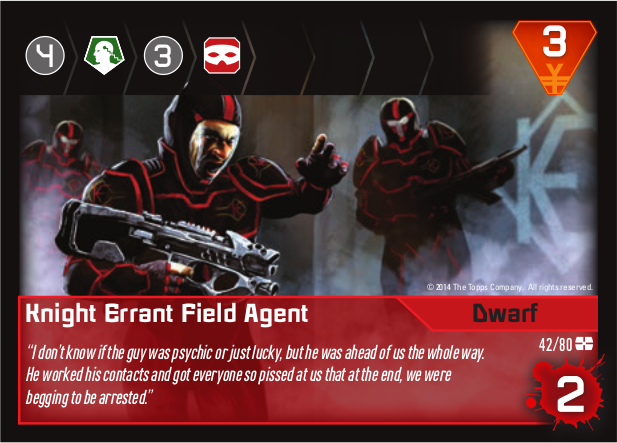 4 3
3
¥
KE
© 2014 The Topps Company. All rights reserved.
Knight Errant Field Agent
Dwarf
42/80
"I don't know if the guy was psychic or just lucky, but he was ahead of us the whole way.
He worked his contacts and got everyone so pissed at us that at the end, we were
begging to be arrested."
2